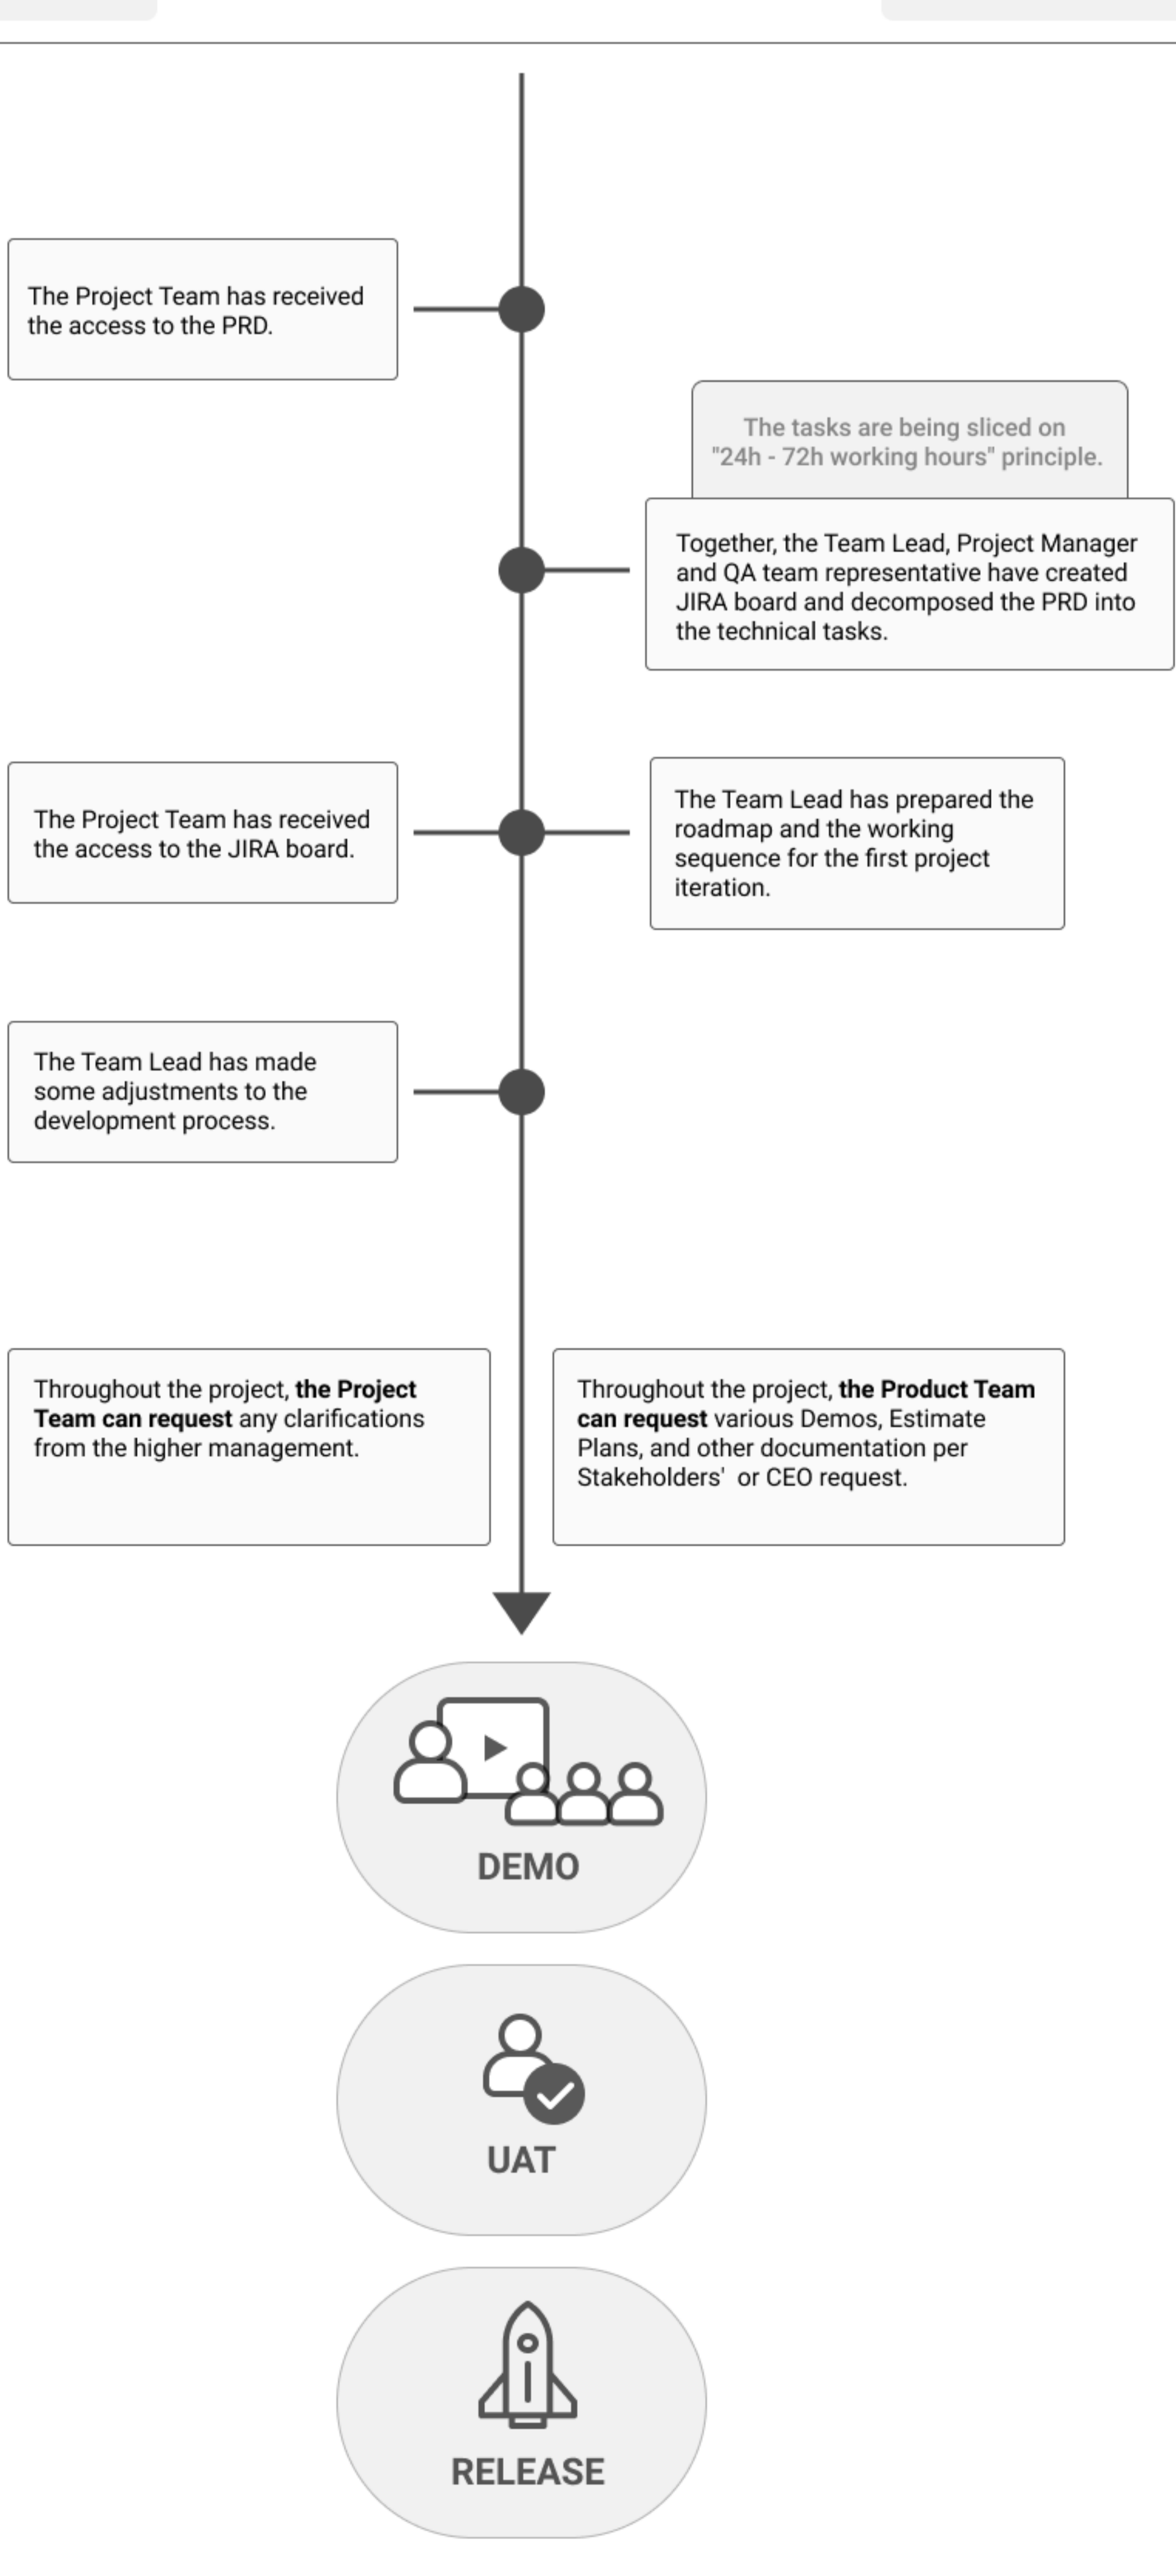 The Project Team has received
the access to the PRD.
The tasks are being sliced on
"24h - 72h working hours" principle.
Together, the Team Lead, Project Manager
and QA team representative have created
JIRA board and decomposed the PRD into
the technical tasks.
The Project Team has received
the access to the JIRA board.
The Team Lead has prepared the
roadmap and the working
sequence for the first project
iteration.
The Team Lead has made
some adjustments to the
development process.
Throughout the project, the Project
Team can request any clarifications
from the higher management.
Throughout the project, the Product Team
can request various Demos, Estimate
Plans, and other documentation per
Stakeholders'  or CEO request.
DEMO
UAT
RELEASE